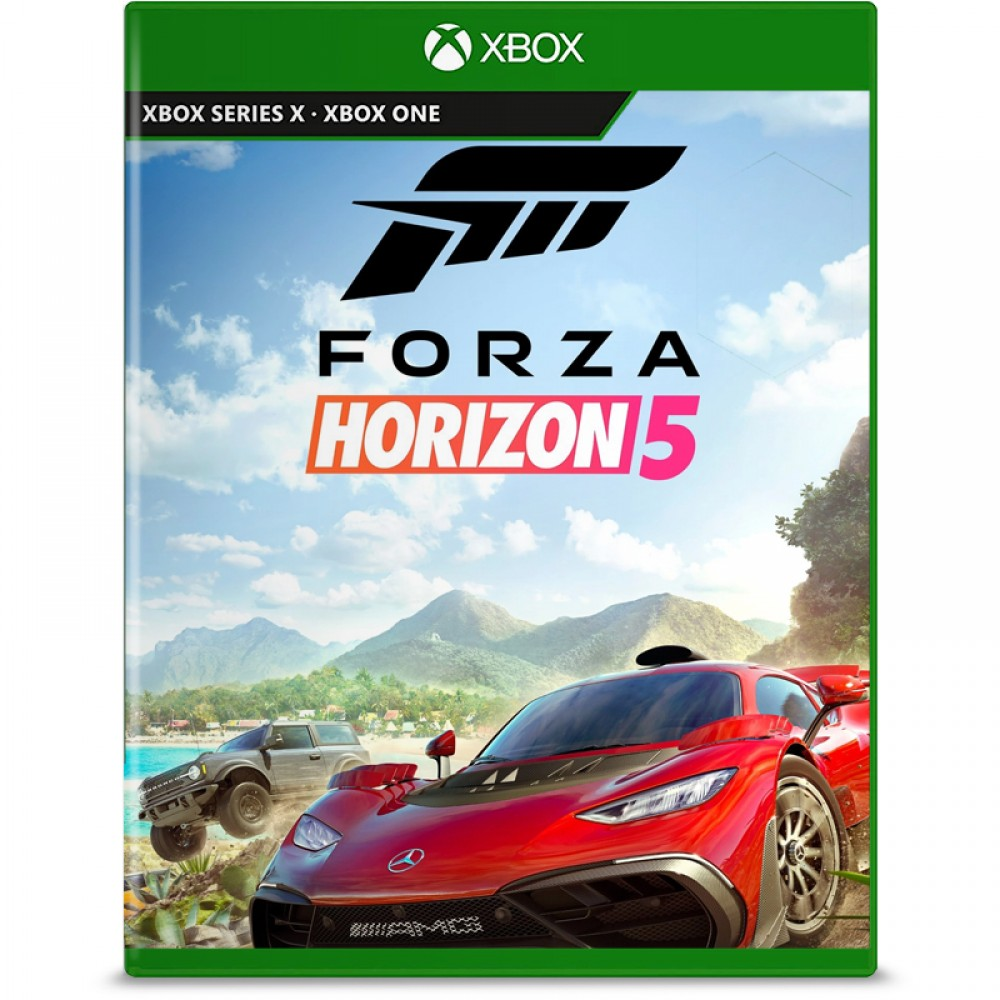 XBOX
XBOX SERIES X · XBOX ONE
FORZA
HORIZON 5
AMG